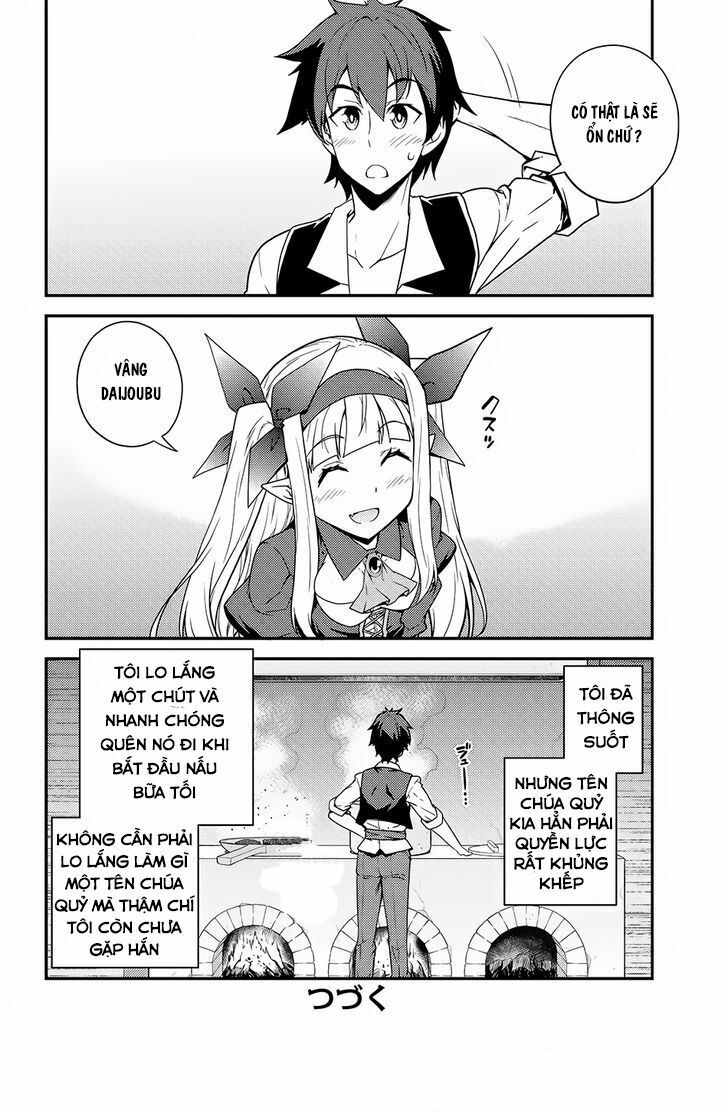 CÓ THẬT LÀ SẼ
ỔN CHỨ ?
VÂNG
DAIJOUBU
クスッ
TÔI ĐÃ
THÔNG
SUỐT
NHƯNG TÊN
CHÚA QUỶ
KIA HẲN PHẢI
QUYỀN LỰC
RẤT KHỦNG
KHẾP
ジュー…
TÔI LO LẮNG
MỘT CHÚT VÀ
NHANH CHÓNG
QUÊN NÓ ĐI KHI
BẮT ĐẦU NẤU
BỮA TỐI
KHÔNG CẦN PHẢI
LO LẮNG LÀM GÌ
MỘT TÊN CHÚA
QUỶ MÀ THẬM CHÍ
TÔI CÒN CHƯA
GẶP HẮN
つづく